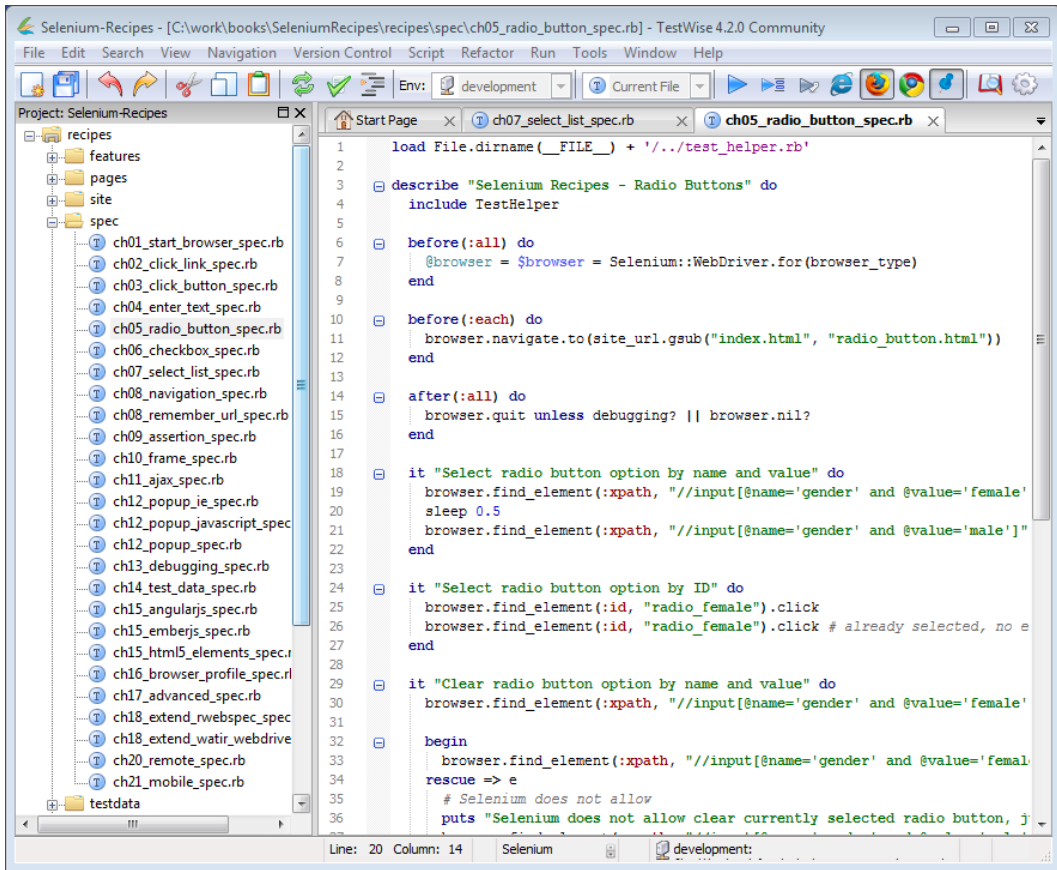 Selenium-Recipes - [C:\work\books\SeleniumRecipes\recipes\spec\ch05_radio_button_spec.rb] - TestWise 4.2.0 Community
File Edit Search View Navigation Version Control Script Refactor Run Tools Window Help
Env: development Current File
Project: Selenium-Recipes
recipes
features
pages
site
spec
ch01_start_browser_spec.rb
ch02_click_link_spec.rb
ch03_click_button_spec.rb
ch04_enter_text_spec.rb
ch05_radio_button_spec.rb
ch06_checkbox_spec.rb
ch07_select_list_spec.rb
ch08_navigation_spec.rb
ch08_remember_url_spec.rb
ch09_assertion_spec.rb
ch10_frame_spec.rb
ch11_ajax_spec.rb
ch12_popup_ie_spec.rb
ch12_popup_javascript_spec
ch12_popup_spec.rb
ch13_debugging_spec.rb
ch14_test_data_spec.rb
ch15_angularjs_spec.rb
ch15_emberjs_spec.rb
ch15_html5_elements_spec.r
ch16_browser_profile_spec.rl
ch17_advanced_spec.rb
ch18_extend_rwebspec_spec
ch18_extend_watir_webdrive
ch20_remote_spec.rb
ch21_mobile_spec.rb
testdata
Start Page ch07_select_list_spec.rb ch05_radio_button_spec.rb
1 load File.dirname(__FILE__) + '/../test_helper.rb'
2
3 describe "Selenium Recipes - Radio Buttons" do
4 include TestHelper
5
6 before(:all) do
7 @browser = $browser = Selenium::WebDriver.for(browser_type)
8 end
9
10 before(:each) do
11 browser.navigate.to(site_url.gsub("index.html", "radio_button.html"))
12 end
13
14 after(:all) do
15 browser.quit unless debugging? || browser.nil?
16 end
17
18 it "Select radio button option by name and value" do
19 browser.find_element(:xpath, "//input[@name='gender' and @value='female'
20 sleep 0.5
21 browser.find_element(:xpath, "//input[@name='gender' and @value='male']"
22 end
23
24 it "Select radio button option by ID" do
25 browser.find_element(:id, "radio_female").click
26 browser.find_element(:id, "radio_female").click # already selected, no e
27 end
28
29 it "Clear radio button option by name and value" do
30 browser.find_element(:xpath, "//input[@name='gender' and @value='female'
31
32 begin
33 browser.find_element(:xpath, "//input[@name='gender' and @value='femal
34 rescue => e
35 # Selenium does not allow
36 puts "Selenium does not allow clear currently selected radio button, j
Line: 20 Column: 14 Selenium development: